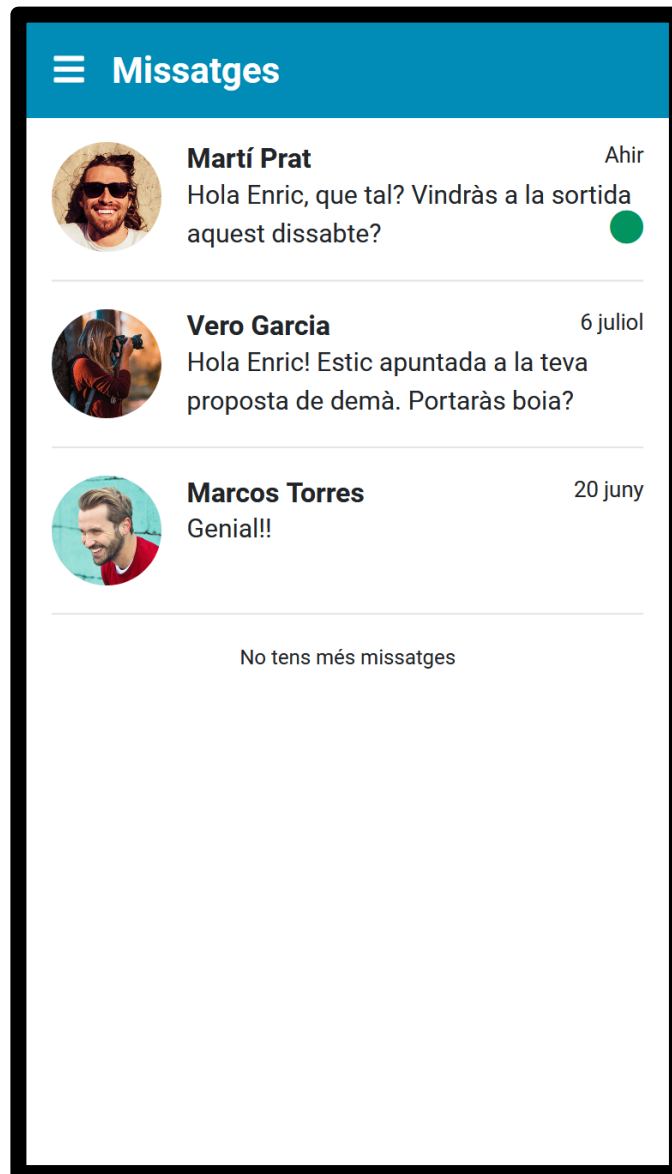 Missatges
Martí Prat
Ahir
Hola Enric, que tal? Vindràs a la sortida
aquest dissabte?
Vero Garcia
6 juliol
Hola Enric! Estic apuntada a la teva
proposta de demà. Portaràs boia?
Marcos Torres
20 juny
Genial!!
No tens més missatges